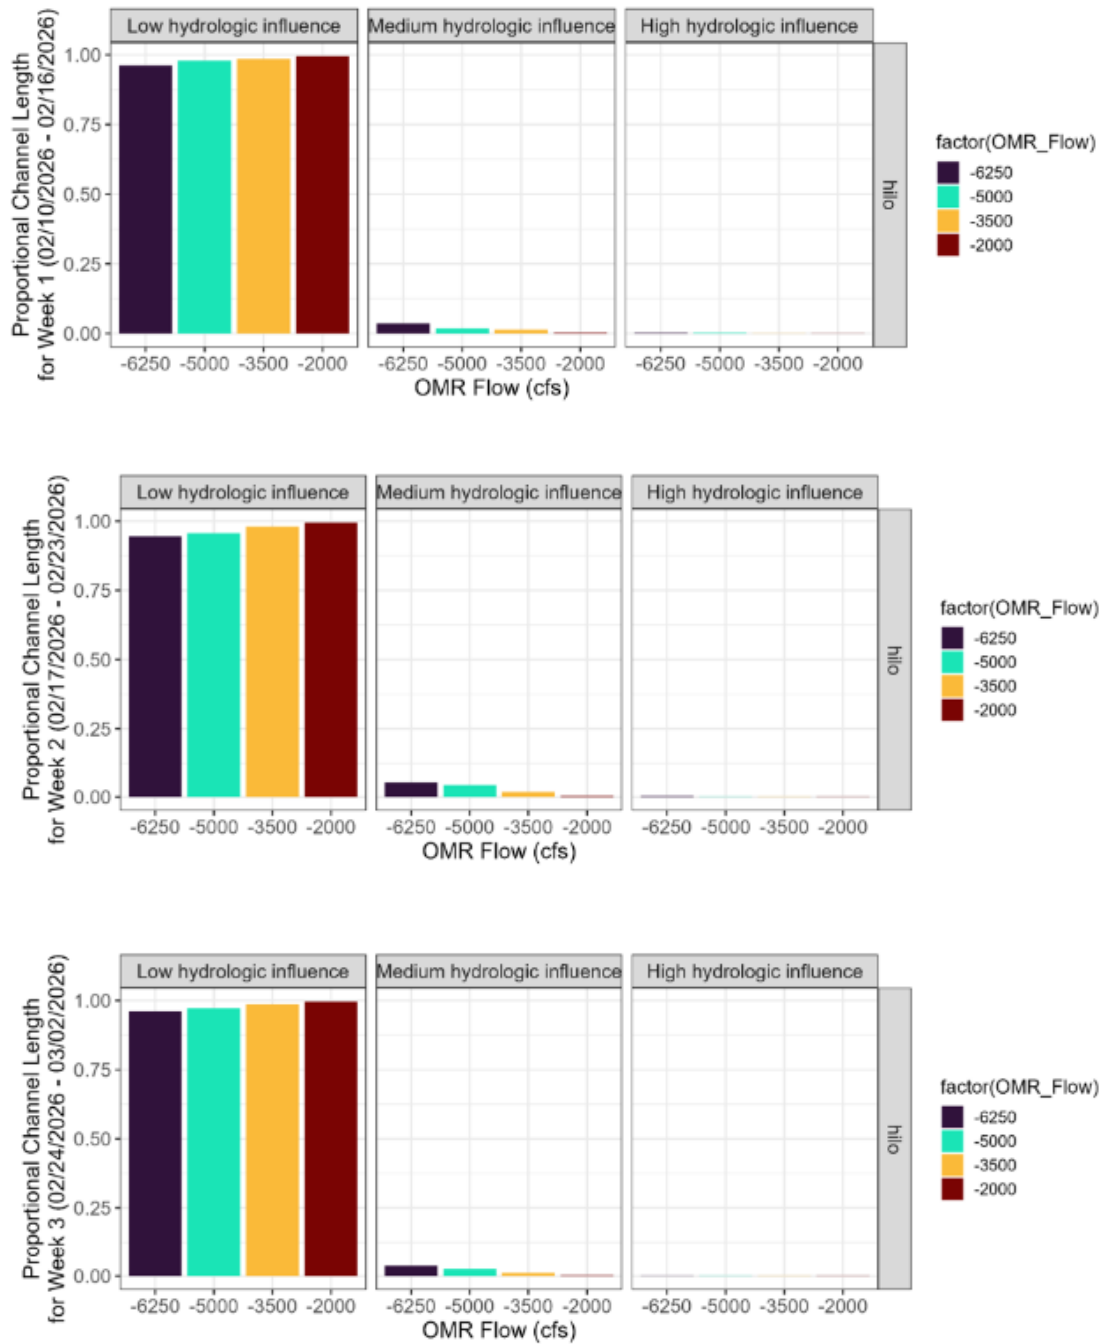 Low hydrologic influence
Medium hydrologic influence
High hydrologic influence
Proportional Channel Length
for Week 1 (02/10/2026 - 02/16/2026)
1.00
0.75
0.50
0.25
0.00
hilo
-6250 -5000 -3500 -2000
-6250 -5000 -3500 -2000
-6250 -5000 -3500 -2000
OMR Flow (cfs)
factor(OMR_Flow)
-6250
-5000
-3500
-2000
Low hydrologic influence
Medium hydrologic influence
High hydrologic influence
Proportional Channel Length
for Week 2 (02/17/2026 - 02/23/2026)
1.00
0.75
0.50
0.25
0.00
hilo
-6250 -5000 -3500 -2000
-6250 -5000 -3500 -2000
-6250 -5000 -3500 -2000
OMR Flow (cfs)
factor(OMR_Flow)
-6250
-5000
-3500
-2000
Low hydrologic influence
Medium hydrologic influence
High hydrologic influence
Proportional Channel Length
for Week 3 (02/24/2026 - 03/02/2026)
1.00
0.75
0.50
0.25
0.00
hilo
-6250 -5000 -3500 -2000
-6250 -5000 -3500 -2000
-6250 -5000 -3500 -2000
OMR Flow (cfs)
factor(OMR_Flow)
-6250
-5000
-3500
-2000